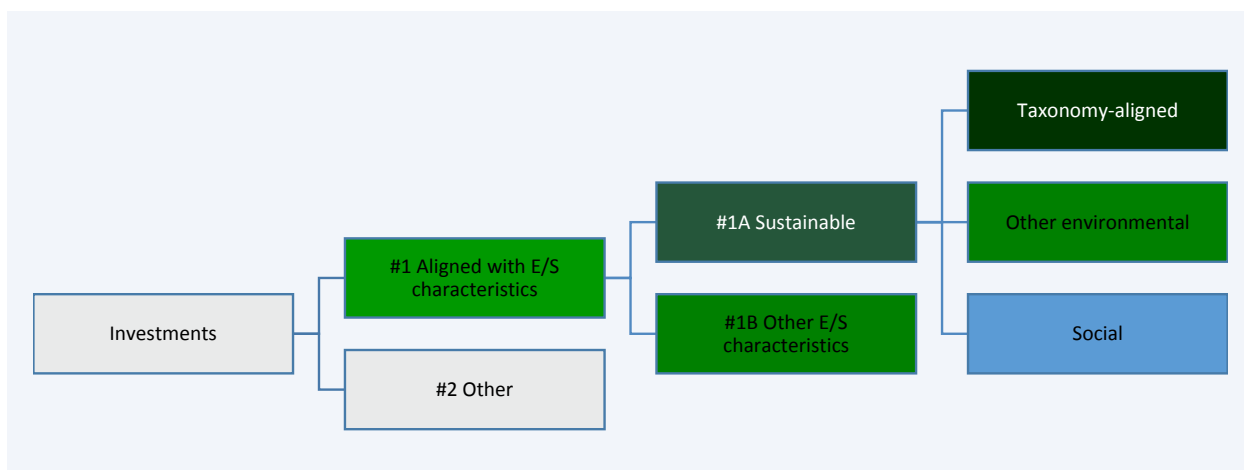 Investments
#1 Aligned with E/S
characteristics
#2 Other
#1A Sustainable
#1B Other E/S
characteristics
Taxonomy-aligned
Other environmental
Social